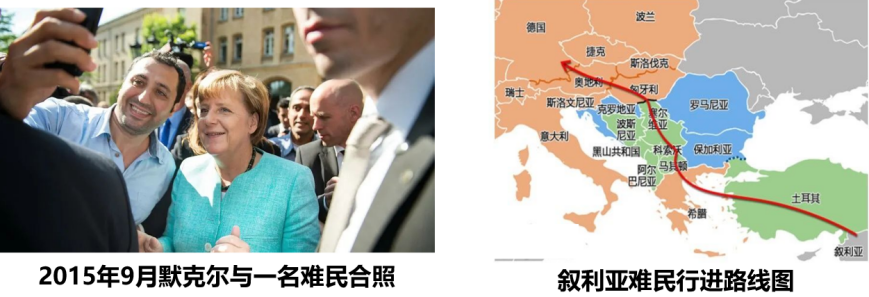 2015年9月默克尔与一名难民合照
德国
波兰
捷克
斯洛伐克
奥地利
匈牙利
瑞士
斯洛文尼亚
克罗地亚
塞尔
维亚
罗马尼亚
波斯
尼亚
意大利
黑山共和国
科索沃
保加利亚
马其顿
阿尔
巴尼亚
希腊
土耳其
叙利亚
叙利亚难民行进路线图